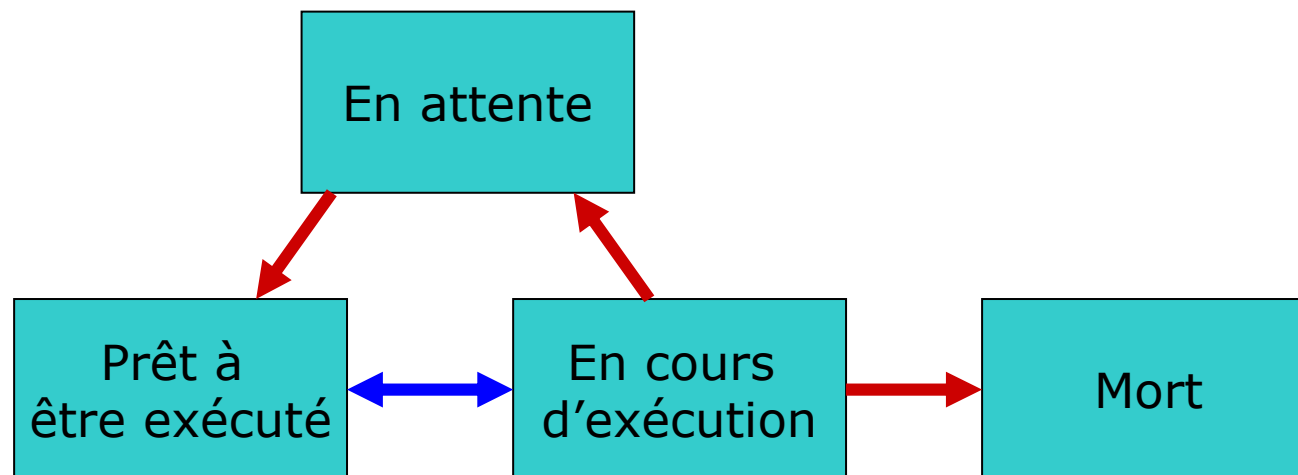 En attente
Prêt à
être exécuté
En cours
d’exécution
Mort